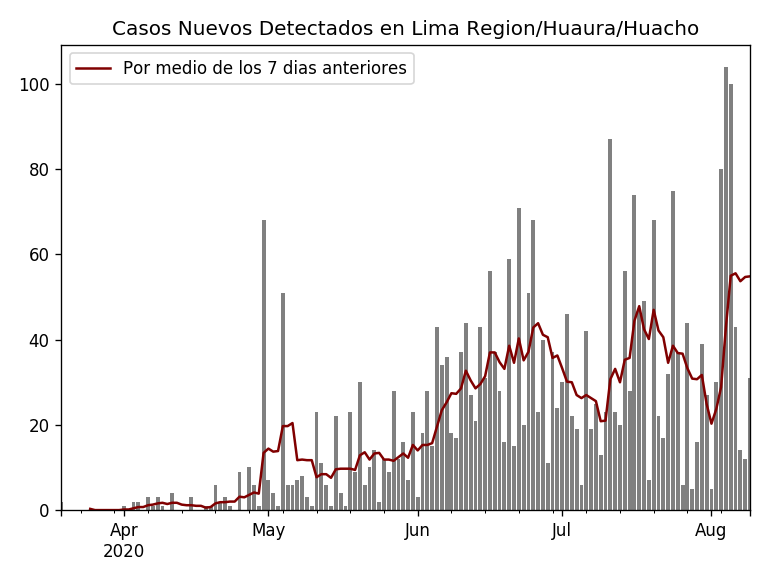 Casos Nuevos Detectados en Lima Region/Huaura/Huacho
Por medio de los 7 dias anteriores
100
80
60
40
20
0
Apr May Jun Jul Aug
2020